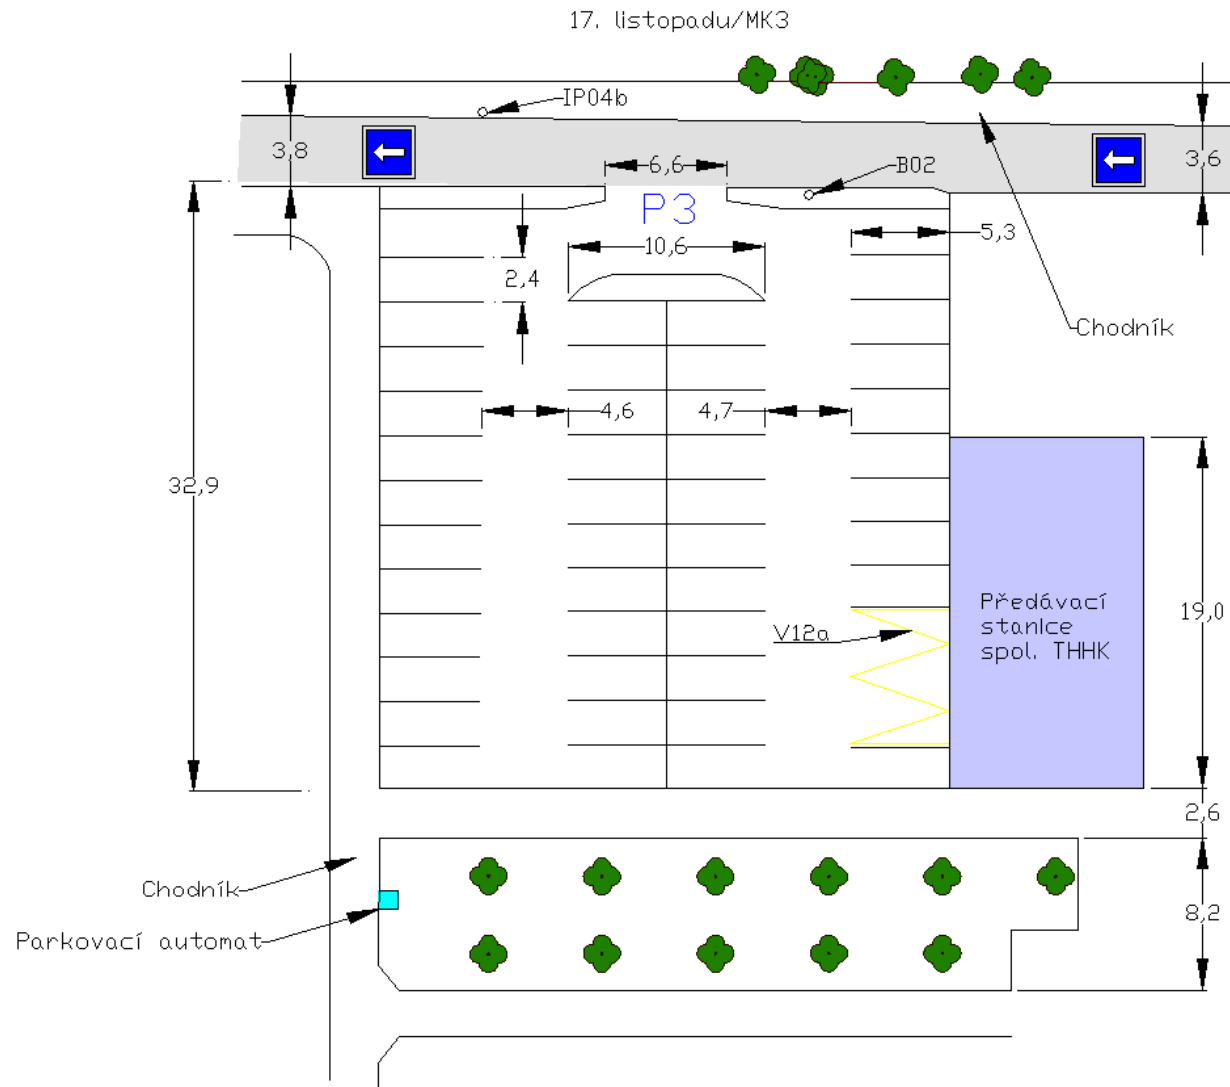 17. listopadu/MK3
IP04b
3,8
6,6
B02
3,6
P3
5,3
10,6
2,4
Chodník
4,6
4,7
32,9
Předávací
stanice
spol. THHK
19,0
V12a
2,6
Chodník
8,2
Parkovací automat